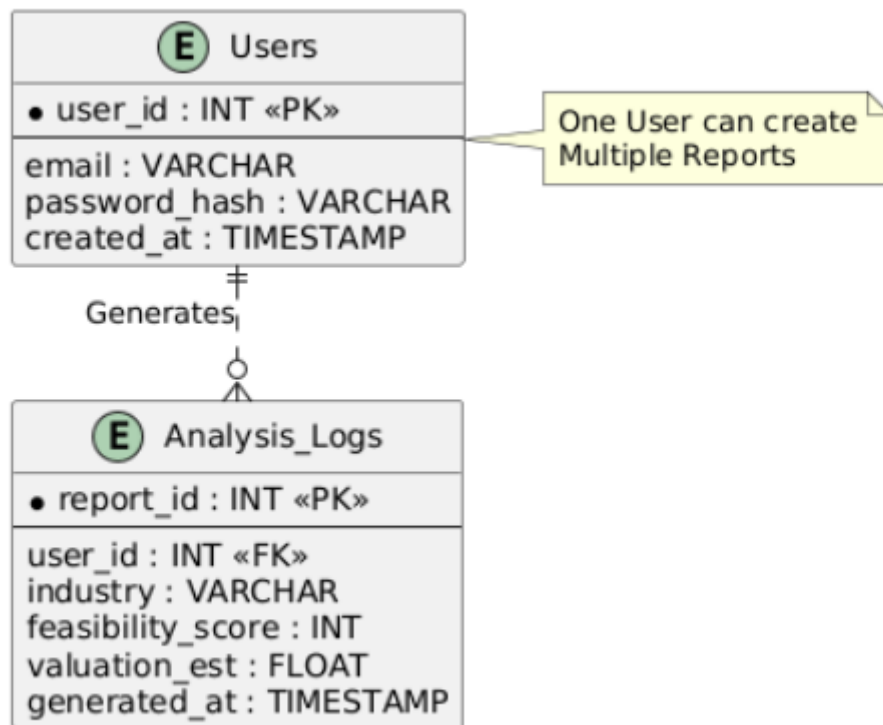 E Users
user_id : INT «PK»
email : VARCHAR
password_hash : VARCHAR
created_at : TIMESTAMP
One User can create
Multiple Reports
Generates
E Analysis_Logs
report_id : INT «PK»
user_id : INT «FK»
industry : VARCHAR
feasibility_score : INT
valuation_est : FLOAT
generated_at : TIMESTAMP